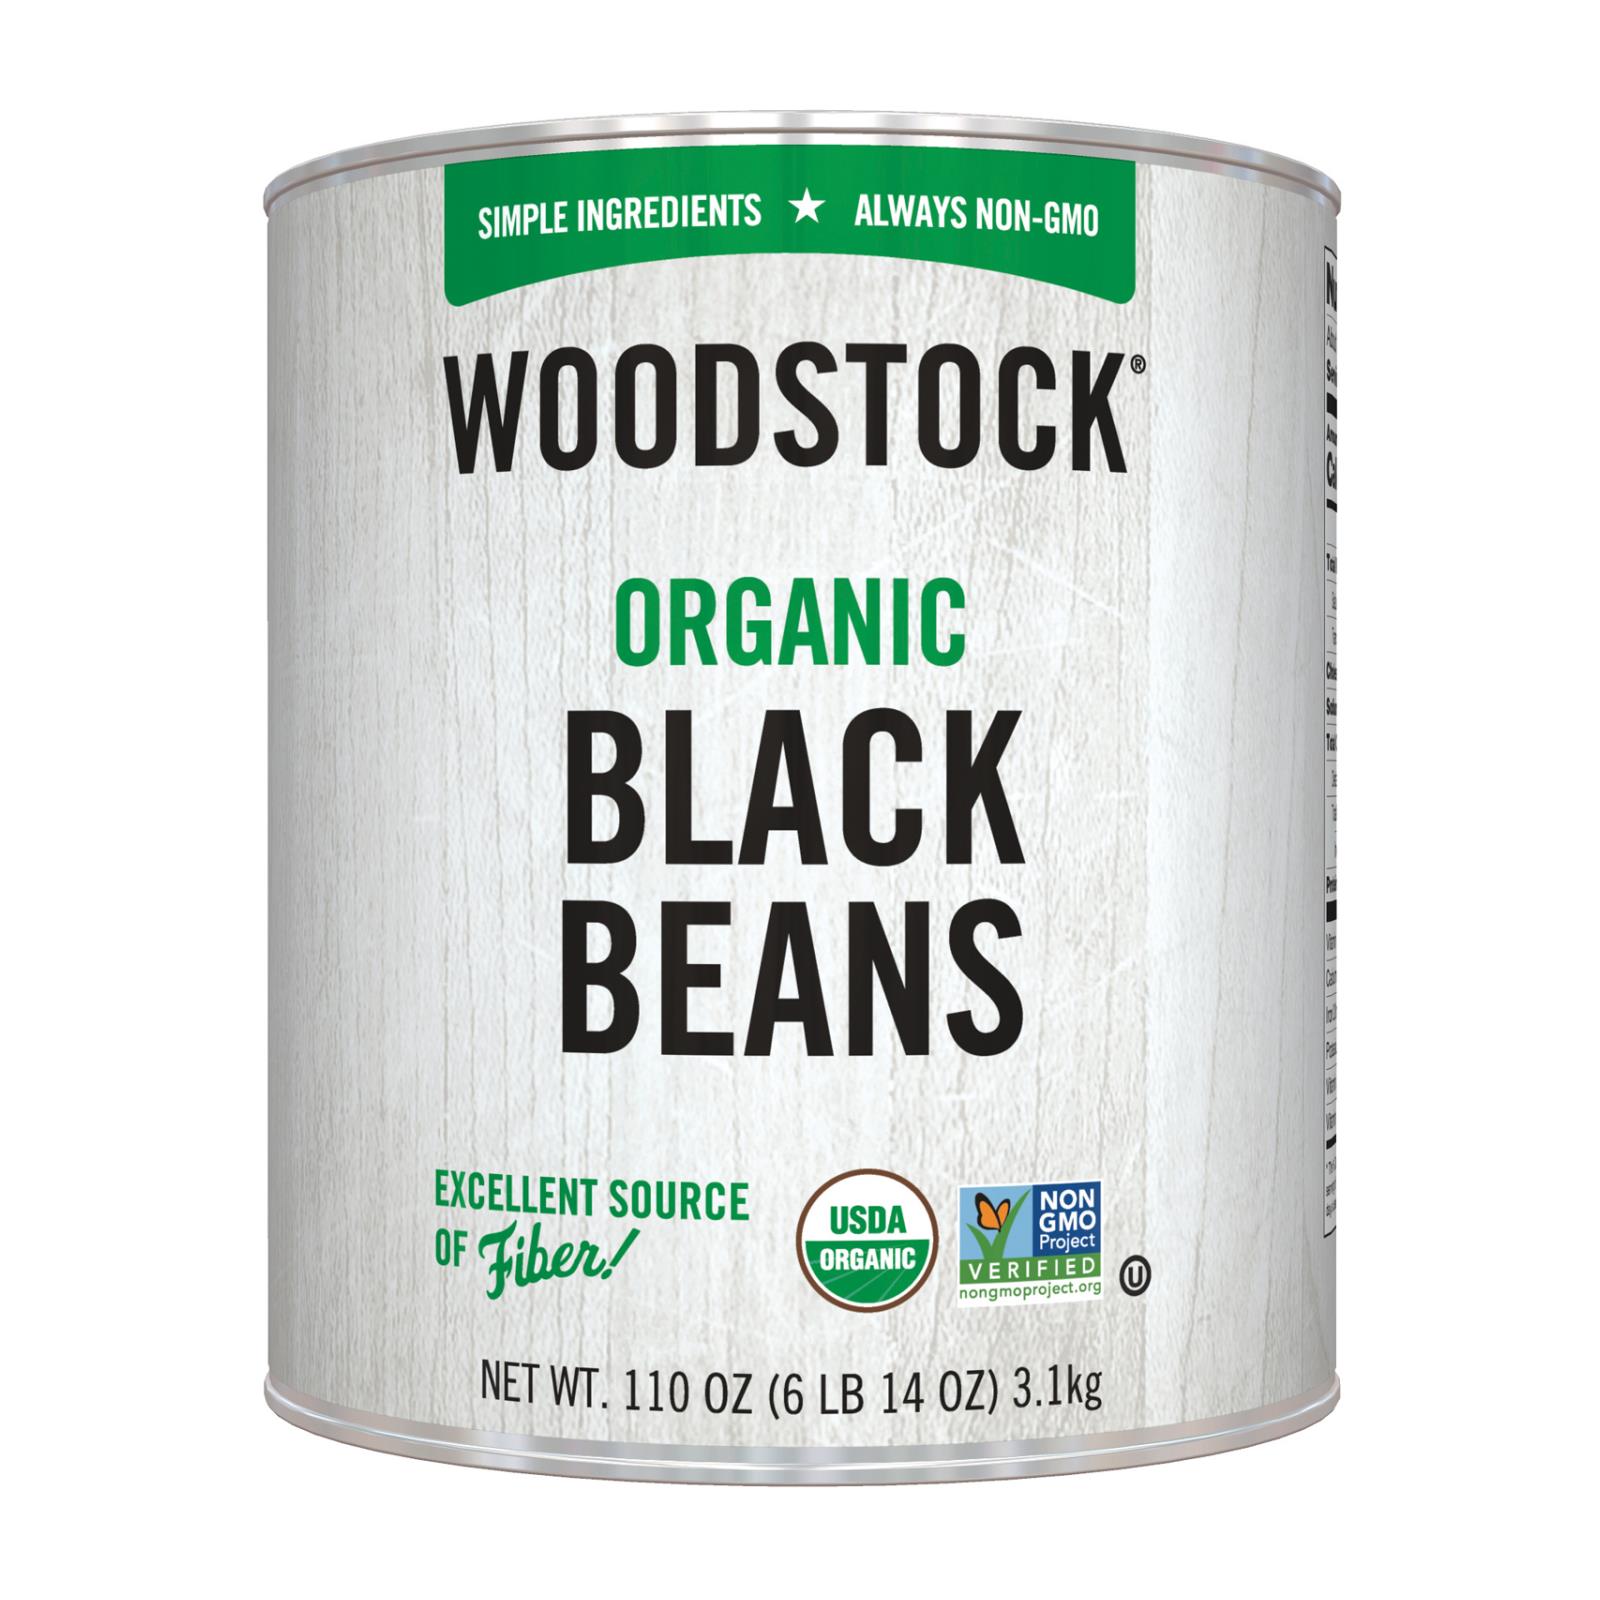 SIMPLE INGREDIENTS ★ ALWAYS NON-GMO
WOODSTOCK®
ORGANIC
BLACK
BEANS
EXCELLENT SOURCE
OF Fiber!
USDA
ORGANIC
NON
GMO
Project
VERIFIED
nongmoproject.org
U
NET WT. 110 OZ (6 LB 14 OZ) 3.1kg